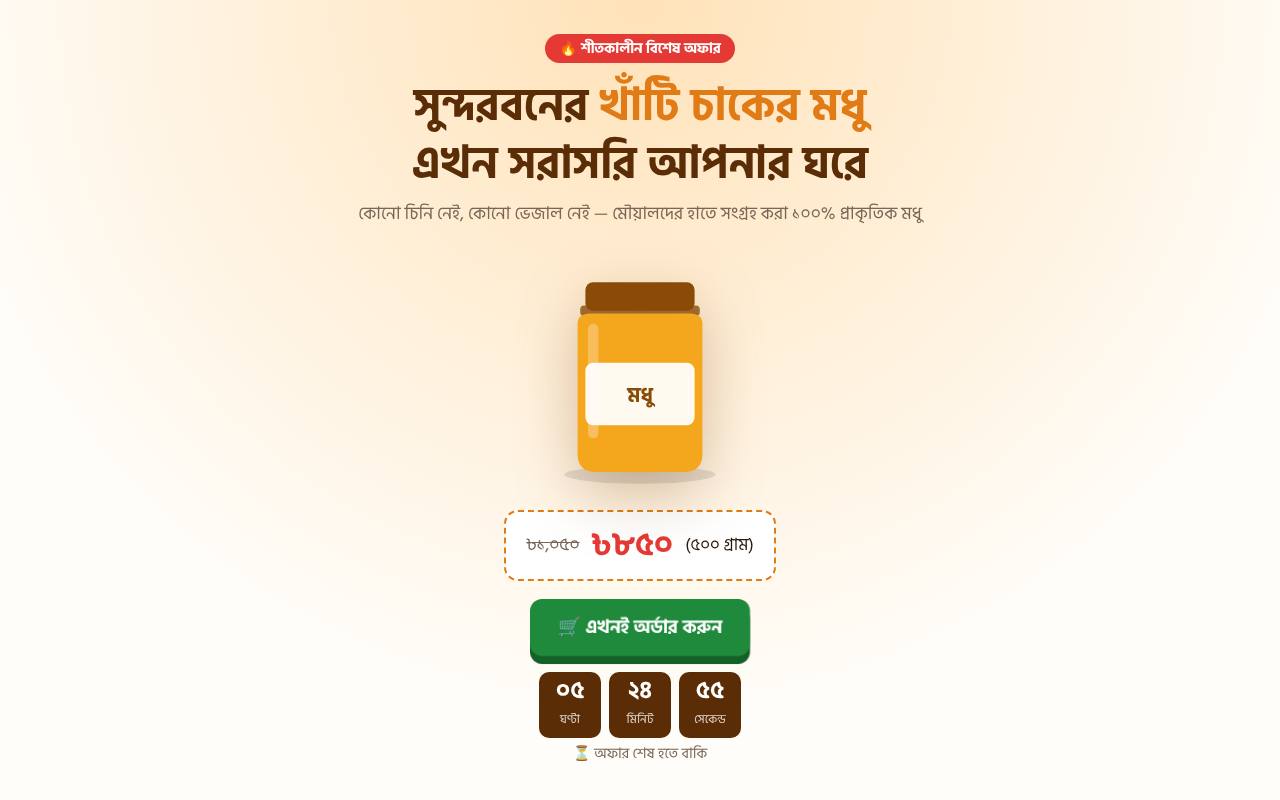 🔥 শীতকালীন বিশেষ অফার
সুন্দরবনের খাঁটি চাকের মধু
এখন সরাসরি আপনার ঘরে
কোনো চিনি নেই, কোনো ভেজাল নেই — মৌয়ালদের হাতে সংগ্রহ করা ১০০% প্রাকৃতিক মধু
মধু
৳১,০৫০ ৳৮৫০ (৫০০ গ্রাম)
🛒 এখনই অর্ডার করুন
০৫ ২৪ ৫৫
ঘণ্টা মিনিট সেকেন্ড
⏳ অফার শেষ হতে বাকি